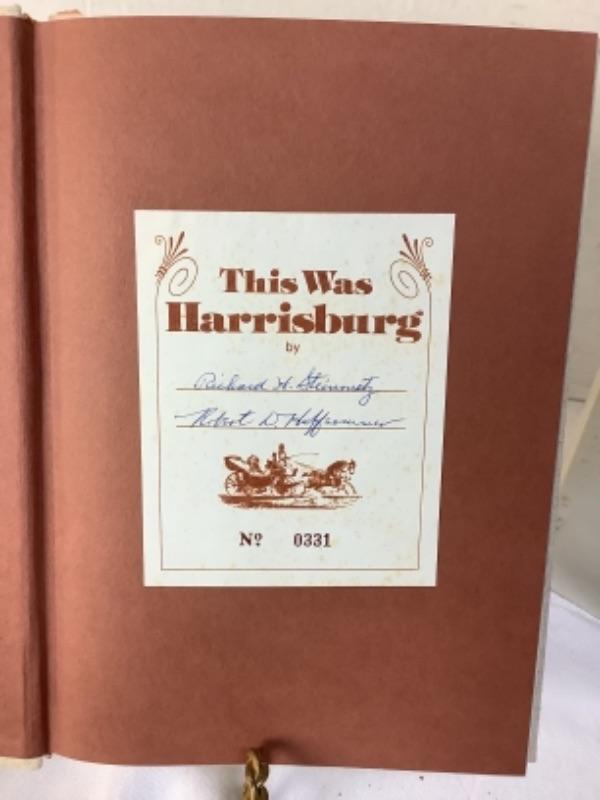 This Was
Harrisburg
by
Richard H. Steinmetz
Robert D. Hoffsommer
Nº 0331